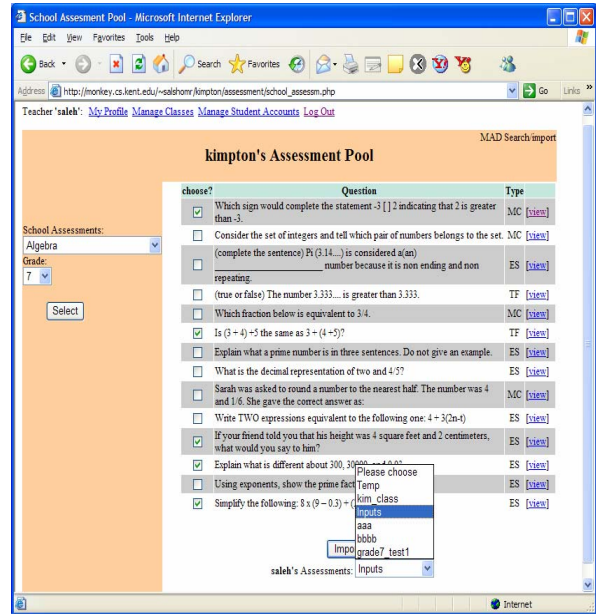 School Assesment Pool - Microsoft Internet Explorer
File Edit View Favorites Tools Help
Back Search Favorites
Address http://monkey.cs.kent.edu/~salshomr/kimpton/assessment/school_assessm.php Go Links »
Teacher 'saleh': My Profile Manage Classes Manage Student Accounts Log Out
MAD Search/import
kimpton's Assessment Pool
School Assessments:
Algebra
Grade:
7
Select
choose? Question Type
Which sign would complete the statement -3 [ ] 2 indicating that 2 is greater
than -3. MC [view]
Consider the set of integers and tell which pair of numbers belongs to the set. MC [view]
(complete the sentence) Pi (3.14....) is considered a(an)
____________________ number because it is non ending and non
repeating. ES [view]
(true or false) The number 3.333.... is greater than 3.333. TF [view]
Which fraction below is equivalent to 3/4. MC [view]
Is (3 + 4) +5 the same as 3 + (4 +5)? TF [view]
Explain what a prime number is in three sentences. Do not give an example. ES [view]
What is the decimal representation of two and 4/5? ES [view]
Sarah was asked to round a number to the nearest half. The number was 4
and 1/6. She gave the correct answer as: MC [view]
Write TWO expressions equivalent to the following one: 4 + 3(2n-t) ES [view]
If your friend told you that his height was 4 square feet and 2 centimeters,
what would you say to him? ES [view]
Explain what is different about 300, ES [view]
Using exponents, show the prime fact ES [view]
Simplify the following: 8 x (9 – 0.3) + ( ES [view]
Please choose
Temp
kim_class
Inputs
aaa
bbbb
grade7_test1
Impo
saleh's Assessments: Inputs
Internet